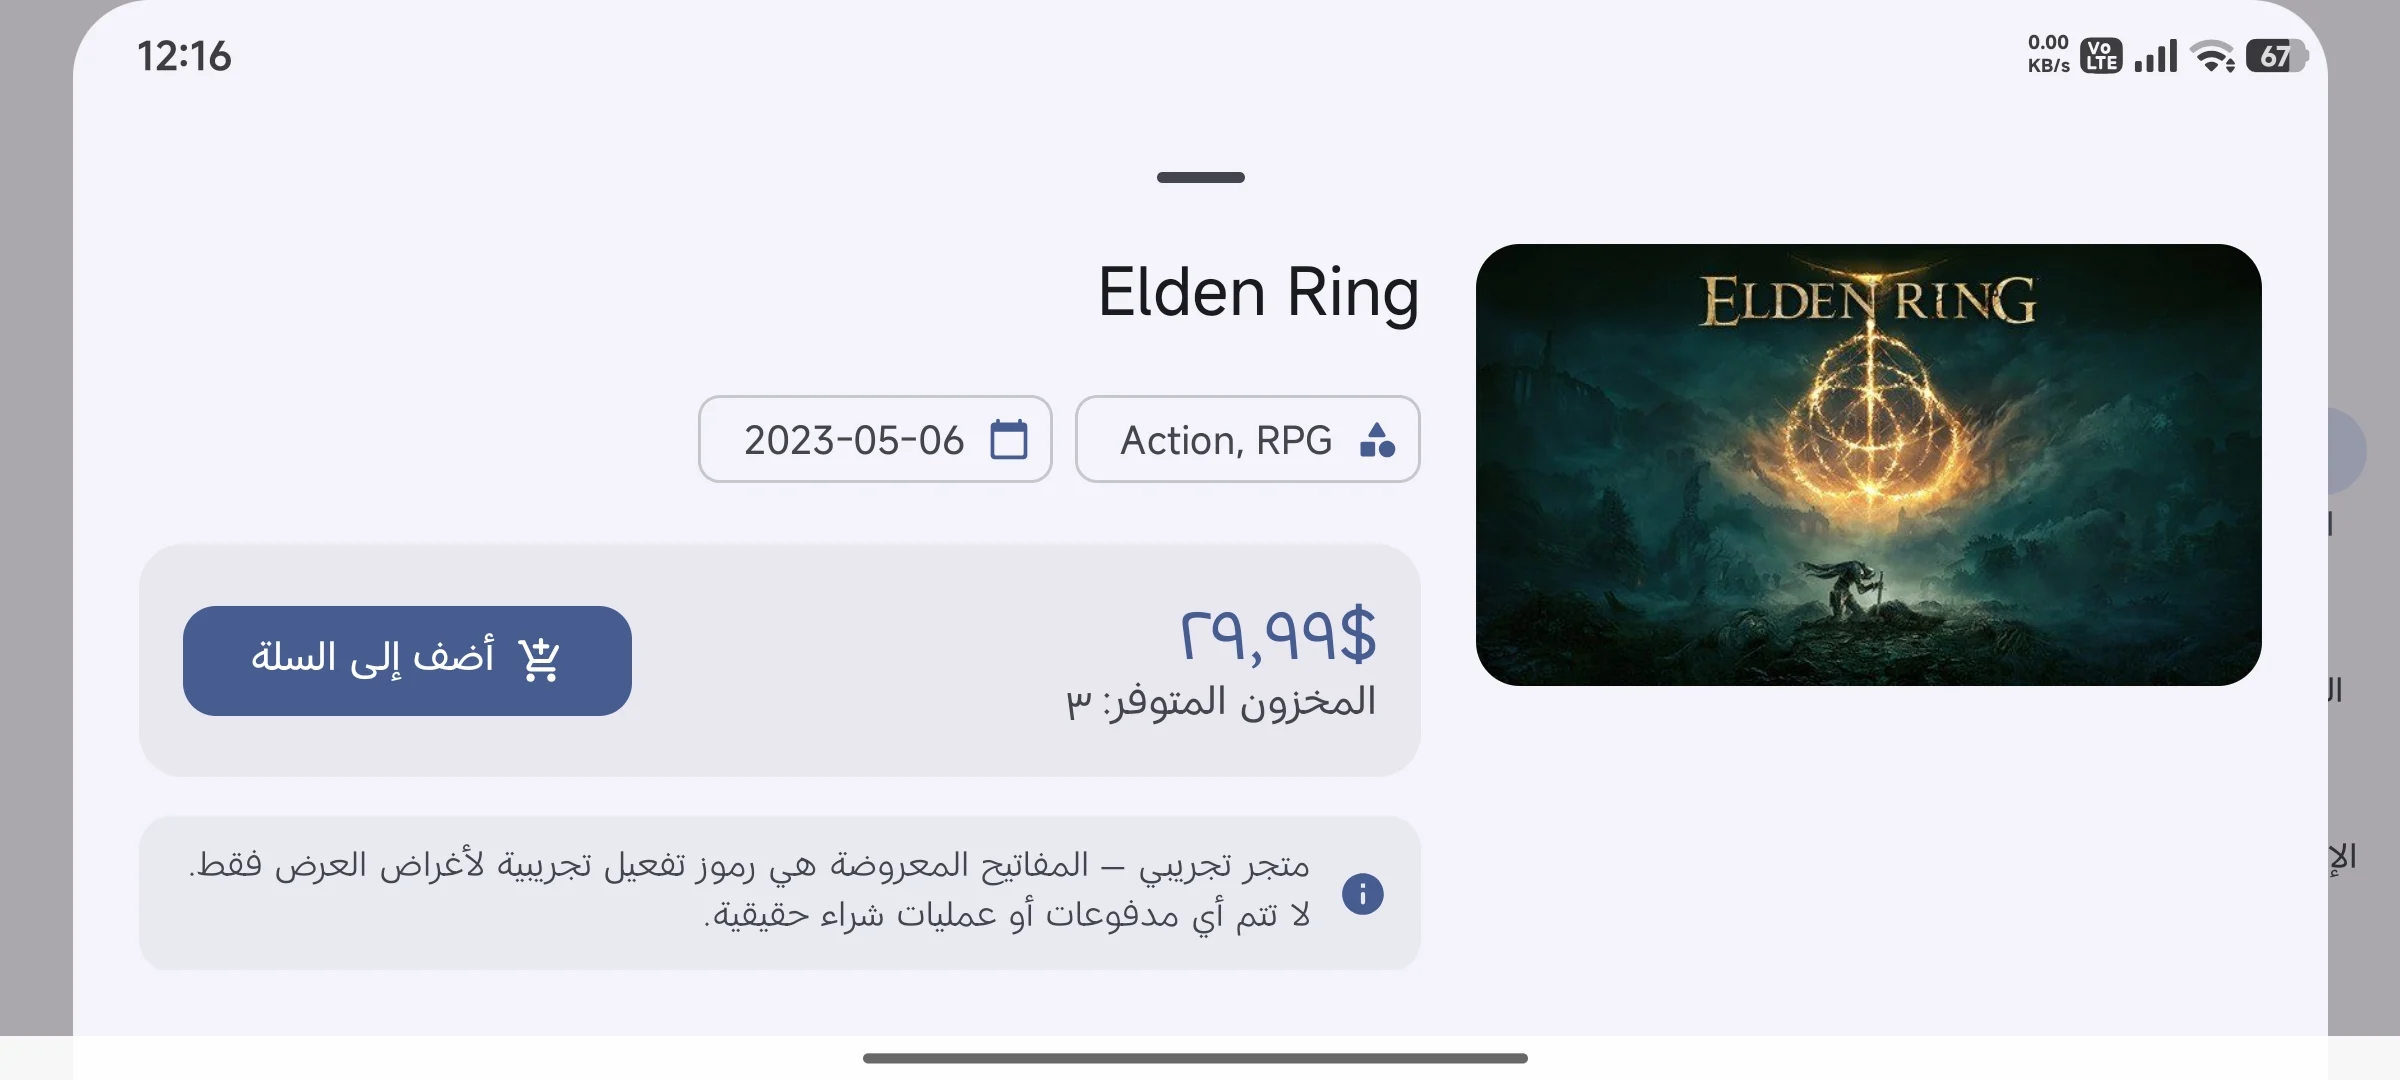 12:16
0.00
KB/s
Vo
LTE
67
ELDEN RING
Elden Ring
Action, RPG
2023-05-06
$٢٩,٩٩
المخزون المتوفر: ٣
أضف إلى السلة
متجر تجريبي — المفاتيح المعروضة هي رموز تفعيل تجريبية لأغراض العرض فقط.
لا تتم أي مدفوعات أو عمليات شراء حقيقية.